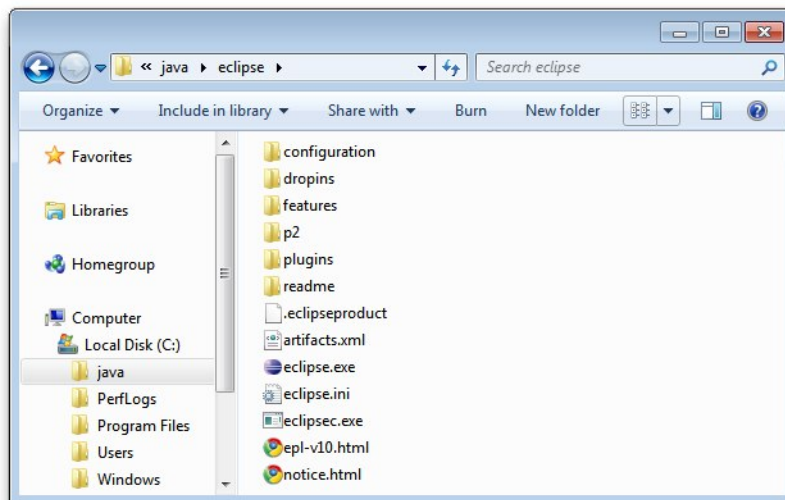 « java eclipse
Search eclipse
Organize Include in library Share with Burn New folder
Favorites
Libraries
Homegroup
Computer
Local Disk (C:)
java
PerfLogs
Program Files
Users
Windows
configuration
dropins
features
p2
plugins
readme
.eclipseproduct
artifacts.xml
eclipse.exe
eclipse.ini
eclipsec.exe
epl-v10.html
notice.html